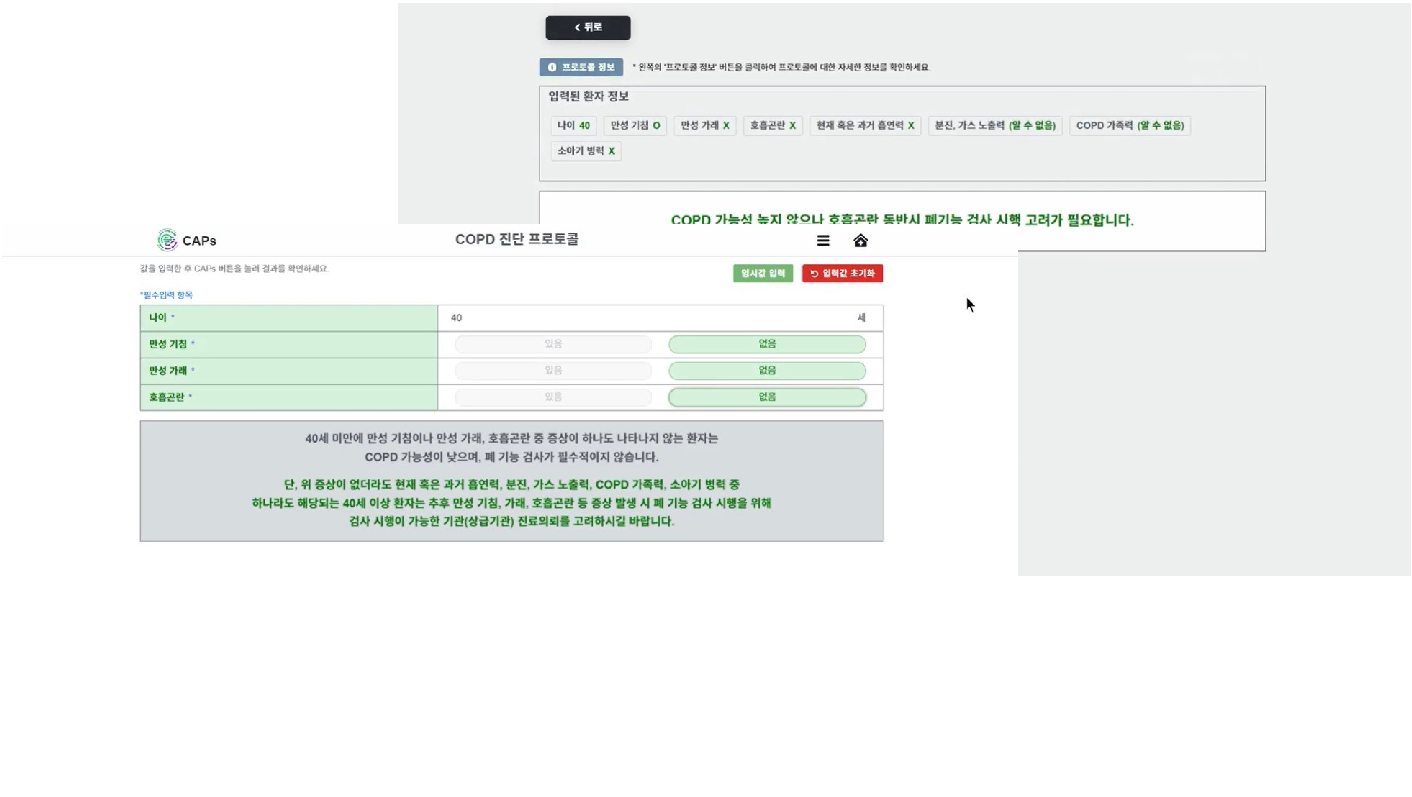 < 뒤로
프로토콜 정보 * 왼쪽의 '프로토콜 정보' 버튼을 클릭하여 프로토콜에 대한 자세한 정보를 확인하세요.
입력된 환자 정보
나이 40 만성 기침 O 만성 가래 X 호흡곤란 X 현재 혹은 과거 흡연력 X 분진, 가스 노출력 (알 수 없음) COPD 가족력 (알 수 없음)
소아기 병력 X
COPD 가능성 높지 않으나 호흡곤란 동반시 폐기능 검사 시행 고려가 필요합니다.
CAPs COPD 진단 프로토콜
값을 입력한 후 CAPs 버튼을 눌러 결과를 확인하세요.
임시값 입력 입력값 초기화
*필수입력 항목
나이 * 40 세
만성 기침 * 있음 없음
만성 가래 * 있음 없음
호흡곤란 * 있음 없음
40세 미만에 만성 기침이나 만성 가래, 호흡곤란 중 증상이 하나도 나타나지 않는 환자는
COPD 가능성이 낮으며, 폐 기능 검사가 필수적이지 않습니다.
단, 위 증상이 없더라도 현재 혹은 과거 흡연력, 분진, 가스 노출력, COPD 가족력, 소아기 병력 중
하나라도 해당되는 40세 이상 환자는 추후 만성 기침, 가래, 호흡곤란 등 증상 발생 시 폐 기능 검사 시행을 위해
검사 시행이 가능한 기관(상급기관) 진료의뢰를 고려하시길 바랍니다.